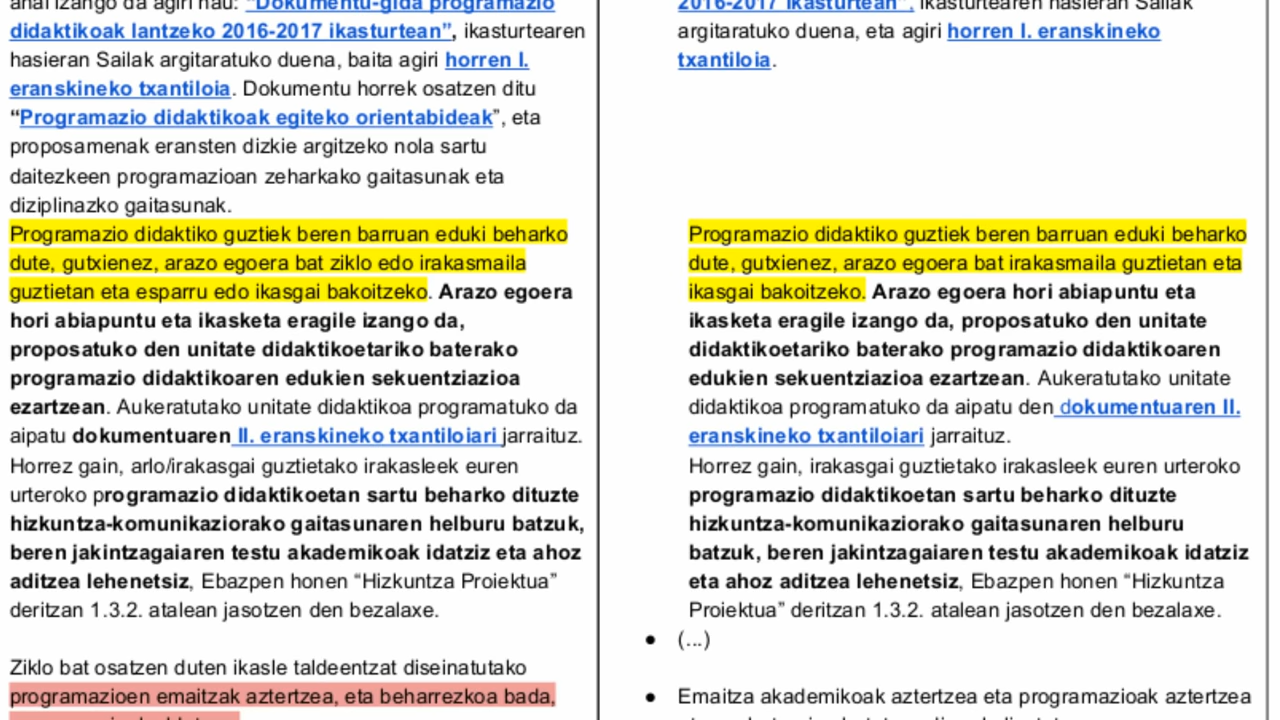 ahal izango da agiri hau: "Dokumentu-gida programazio
didaktikoak lantzeko 2016-2017 ikasturtean”, ikasturtearen
hasieran Sailak argitaratuko duena, baita agiri horren I.
eranskineko txantiloia. Dokumentu horrek osatzen ditu
“Programazio didaktikoak egiteko orientabideak”, eta
proposamenak eransten dizkie argitzeko nola sartu
daitezkeen programazioan zeharkako gaitasunak eta
diziplinazko gaitasunak.
Programazio didaktiko guztiek beren barruan eduki beharko
dute, gutxienez, arazo egoera bat ziklo edo irakasmaila
guztietan eta esparru edo ikasgai bakoitzeko. Arazo egoera
hori abiapuntu eta ikasketa eragile izango da,
proposatuko den unitate didaktikoetariko baterako
programazio didaktikoaren edukien sekuentziazioa
ezartzean. Aukeratutako unitate didaktikoa programatuko da
aipatu dokumentuaren II. eranskineko txantiloiari jarraituz.
Horrez gain, arlo/irakasgai guztietako irakasleek euren
urteroko programazio didaktikoetan sartu beharko dituzte
hizkuntza-komunikaziorako gaitasunaren helburu batzuk,
beren jakintzagaiaren testu akademikoak idatziz eta ahoz
aditzea lehenetsiz, Ebazpen honen “Hizkuntza Proiektua”
deritzan 1.3.2. atalean jasotzen den bezalaxe.
Ziklo bat osatzen duten ikasle taldeentzat diseinatutako
programazioen emaitzak aztertzea, eta beharrezkoa bada,
2016-2017 ikasturtean”, ikasturtearen hasieran Sailak
argitaratuko duena, eta agiri horren I. eranskineko
txantiloia.
Programazio didaktiko guztiek beren barruan eduki beharko
dute, gutxienez, arazo egoera bat irakasmaila guztietan eta
ikasgai bakoitzeko. Arazo egoera hori abiapuntu eta
ikasketa eragile izango da, proposatuko den unitate
didaktikoetariko baterako programazio didaktikoaren
edukien sekuentziazioa ezartzean. Aukeratutako unitate
didaktikoa programatuko da aipatu den dokumentuaren II.
eranskineko txantiloiari jarraituz.
Horrez gain, irakasgai guztietako irakasleek euren urteroko
programazio didaktikoetan sartu beharko dituzte
hizkuntza-komunikaziorako gaitasunaren helburu
batzuk, beren jakintzagaiaren testu akademikoak idatziz
eta ahoz aditzea lehenetsiz, Ebazpen honen “Hizkuntza
Proiektua” deritzan 1.3.2. atalean jasotzen den bezalaxe.
● (...)
● Emaitza akademikoak aztertzea eta programazioak aztertzea